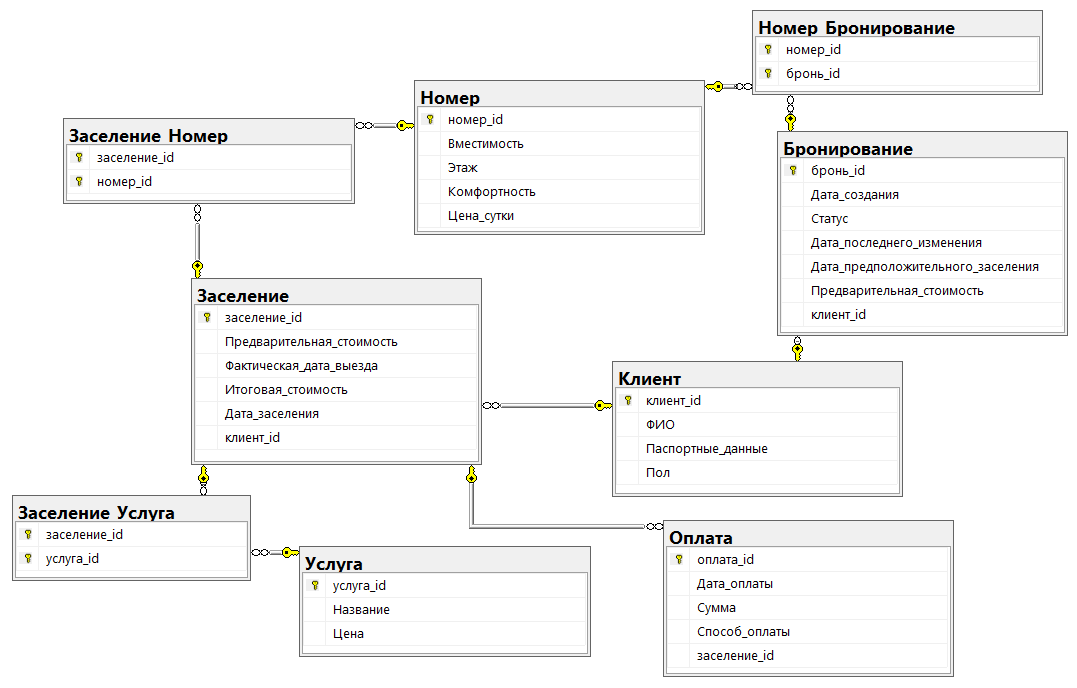 Номер_Бронирование
номер_id
бронь_id
Номер
номер_id
Вместимость
Этаж
Комфортность
Цена_сутки
Заселение_Номер
заселение_id
номер_id
Бронирование
бронь_id
Дата_создания
Статус
Дата_последнего_изменения
Дата_предположительного_заселения
Предварительная_стоимость
клиент_id
Заселение
заселение_id
Предварительная_стоимость
Фактическая_дата_выезда
Итоговая_стоимость
Дата_заселения
клиент_id
Клиент
клиент_id
ФИО
Паспортные_данные
Пол
Заселение_Услуга
заселение_id
услуга_id
Услуга
услуга_id
Название
Цена
Оплата
оплата_id
Дата_оплаты
Сумма
Способ_оплаты
заселение_id